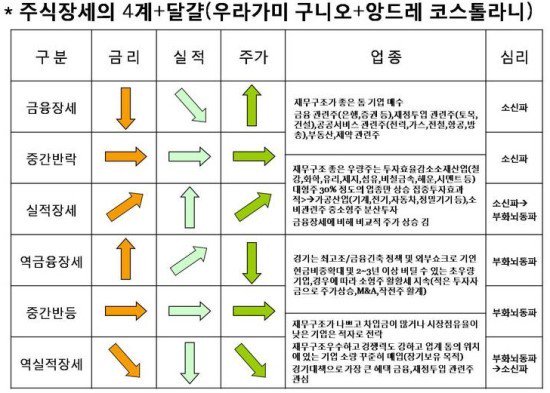 * 주식장세의 4계+달걀(우라가미 구니오+앙드레 코스톨라니)
구 분 금 리 실 적 주가 업 종 심리
금융장세
재무구조가 좋은 톱 기업 매수
금융 관련주(은행,증권 등),재정투입 관련주(토목,
건설),공공서비스 관련주(전력,가스,전철,항공,방
송),부동산,제약 관련주
소신파
중간반락
소신파
재무구조 좋은 우량주는 투자효율감소소재산업(철
강,화학,유리,제지,섬유,비철금속,해운,시멘트 등)
대형주 30% 정도의 업종만 상승 집중투자효과
적>→가공산업(기계,전기,자동차,정밀기기 등),소
비관련주 중소형주 분산투자
금융장세에 비해 비교적 주가 상승 김
실적장세
소신파→
부화뇌동파
역금융장세
경기는 최고조/금융긴축 정책 및 외부쇼크로 기인
현금비중확대 및 2~3년 이상 버틸 수 있는 초우량
기업,경우에 따라 소형주 활황세 지속(적은 투자자
금으로 주가상승,M&A,작전주 활계)
부화뇌동파
중간반등
부화뇌동파
재무구조가 나쁘고 차입금이 많거나 시장점유율이
낮은 기업은 적자로 전락
역실적장세
재무구조우수하고 경쟁력도 강하고 업계 톱의 위치
에 있는 기업 소량 꾸준히 매입(장기보유 목적)
경기대책으로 가장 큰 혜택 금융,재정투입 관련주
관심
부화뇌동파
→소신파